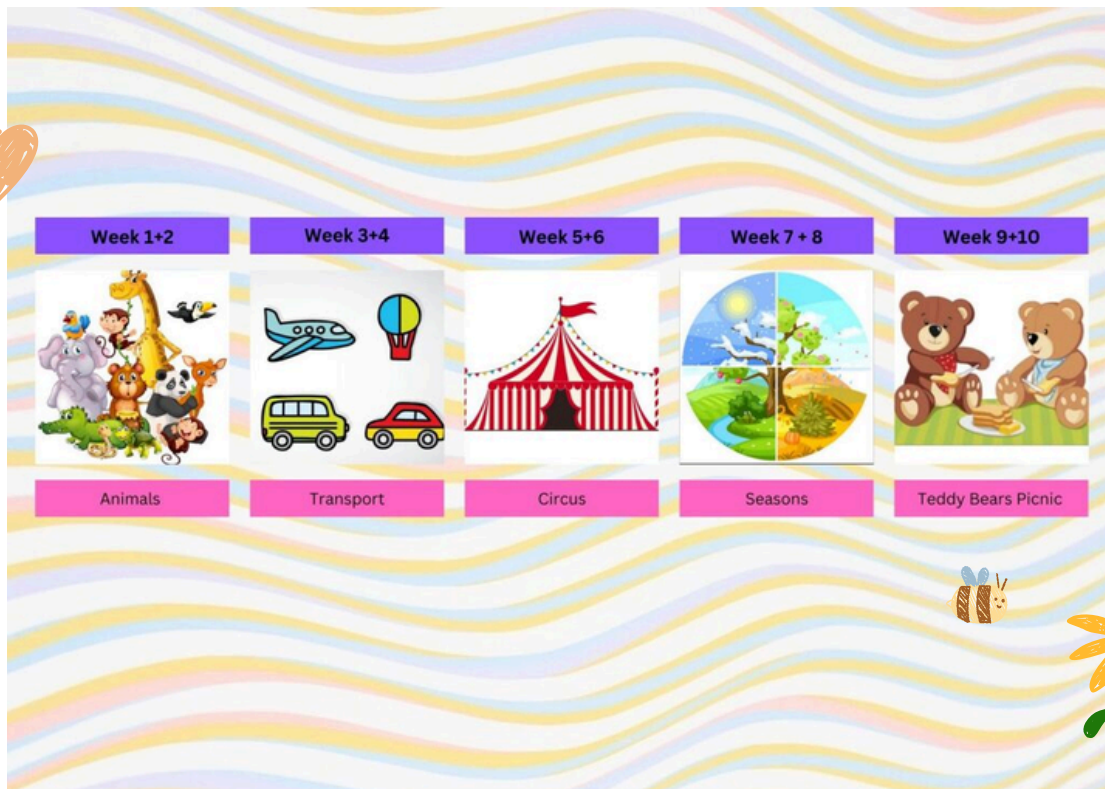 Week 1+2
Week 3+4
Week 5+6
Week 7 + 8
Week 9+10
Animals
Transport
Circus
Seasons
Teddy Bears Picnic